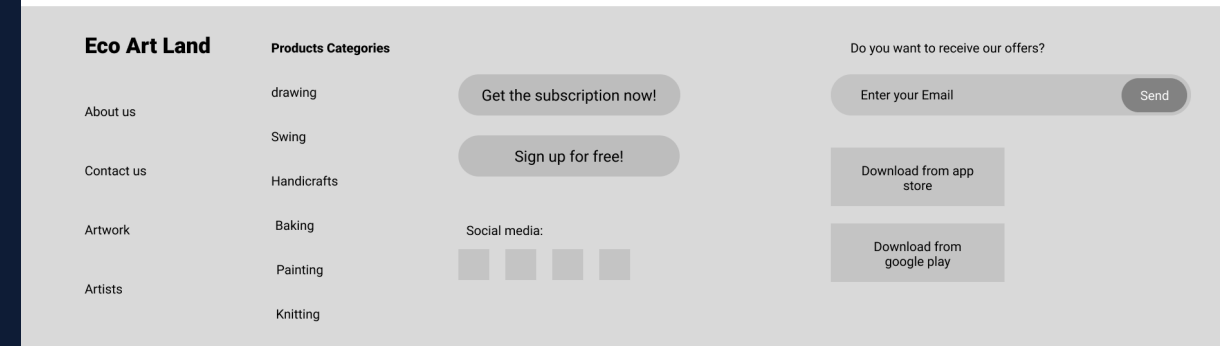 Eco Art Land
About us
Contact us
Artwork
Artists
Products Categories
drawing
Swing
Handicrafts
Baking
Painting
Knitting
Get the subscription now!
Sign up for free!
Social media:
Do you want to receive our offers?
Enter your Email
Send
Download from app
store
Download from
google play